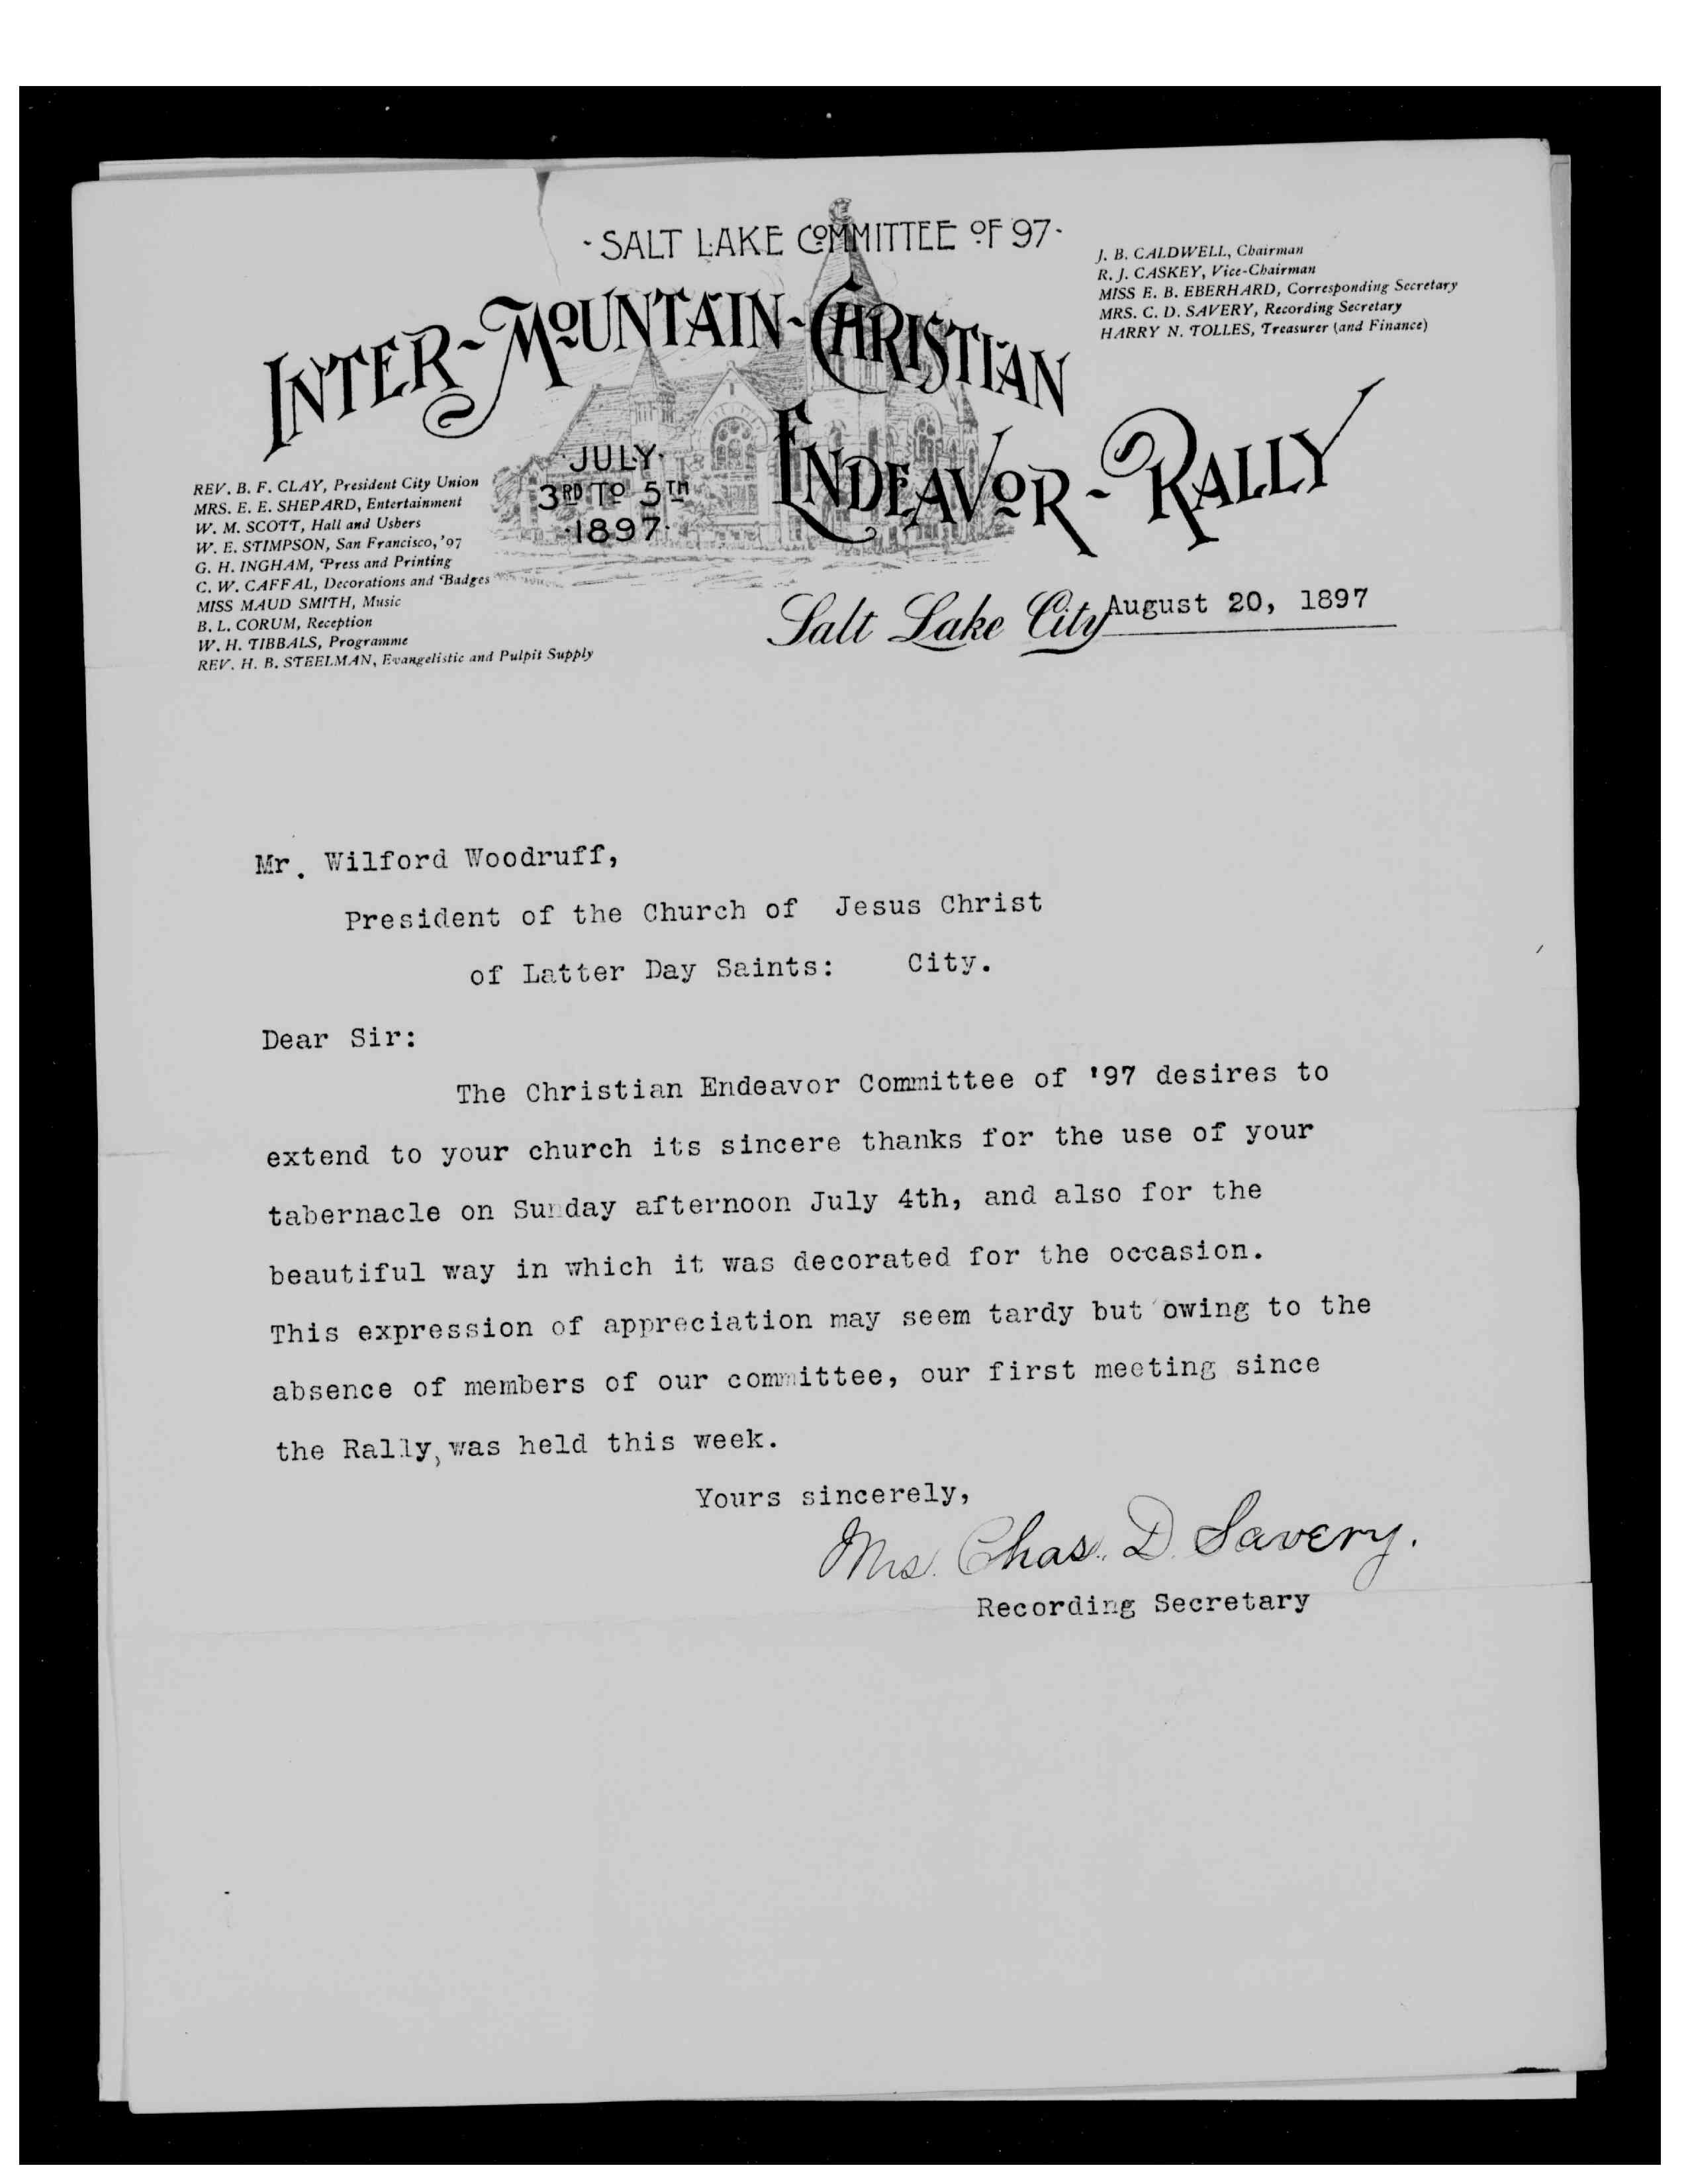 - SALT LAKE COMMITTEE OF 97 -
INTER-MOUNTAIN-CHRISTIAN
ENDEAVOR-RALLY
JULY
3RD TO 5TH
1897
J. B. CALDWELL, Chairman
R. J. CASKEY, Vice-Chairman
MISS E. B. EBERHARD, Corresponding Secretary
MRS. C. D. SAVERY, Recording Secretary
HARRY N. TOLLES, Treasurer (and Finance)
REV. B. F. CLAY, President City Union
MRS. E. E. SHEPARD, Entertainment
W. M. SCOTT, Hall and Ushers
W. E. STIMPSON, San Francisco, '97
G. H. INGHAM, Press and Printing
C. W. CAFFAL, Decorations and Badges
MISS MAUD SMITH, Music
B. L. CORUM, Reception
W. H. TIBBALS, Programme
REV. H. B. STEELMAN, Evangelistic and Pulpit Supply
Salt Lake City August 20, 1897
Mr. Wilford Woodruff,
President of the Church of Jesus Christ
of Latter Day Saints: City.
Dear Sir:
The Christian Endeavor Committee of '97 desires to
extend to your church its sincere thanks for the use of your
tabernacle on Sunday afternoon July 4th, and also for the
beautiful way in which it was decorated for the occasion.
This expression of appreciation may seem tardy but owing to the
absence of members of our committee, our first meeting since
the Rally, was held this week.
Yours sincerely,
Mrs. Chas. D. Savery.
Recording Secretary